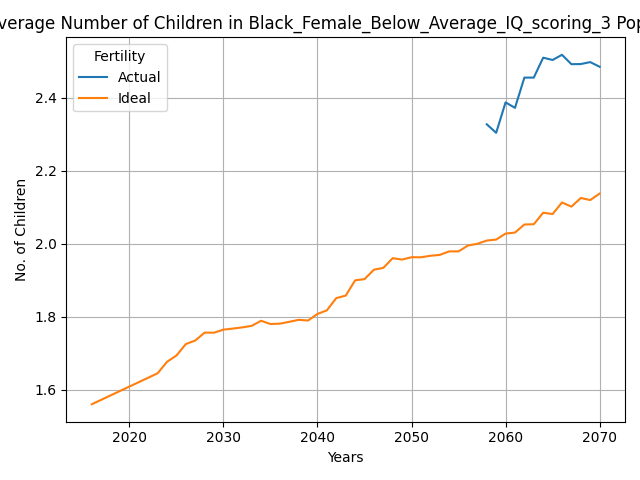 verage Number of Children in Black_Female_Below_Average_IQ_scoring_3 Pop
Fertility
Actual
Ideal
2.4
2.2
2.0
1.8
1.6
No. of Children
2020 2030 2040 2050 2060 2070
Years